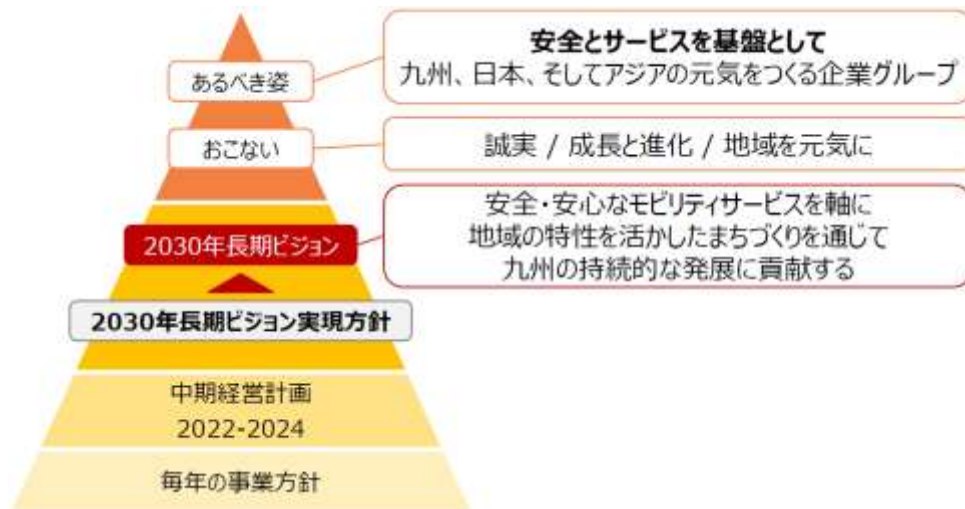 あるべき姿
安全とサービスを基盤として
九州、日本、そしてアジアの元気をつくる企業グループ
おこない
誠実 / 成長と進化 / 地域を元気に
2030年長期ビジョン
安全・安心なモビリティサービスを軸に
地域の特性を活かしたまちづくりを通じて
九州の持続的な発展に貢献する
2030年長期ビジョン実現方針
中期経営計画
2022-2024
毎年の事業方針